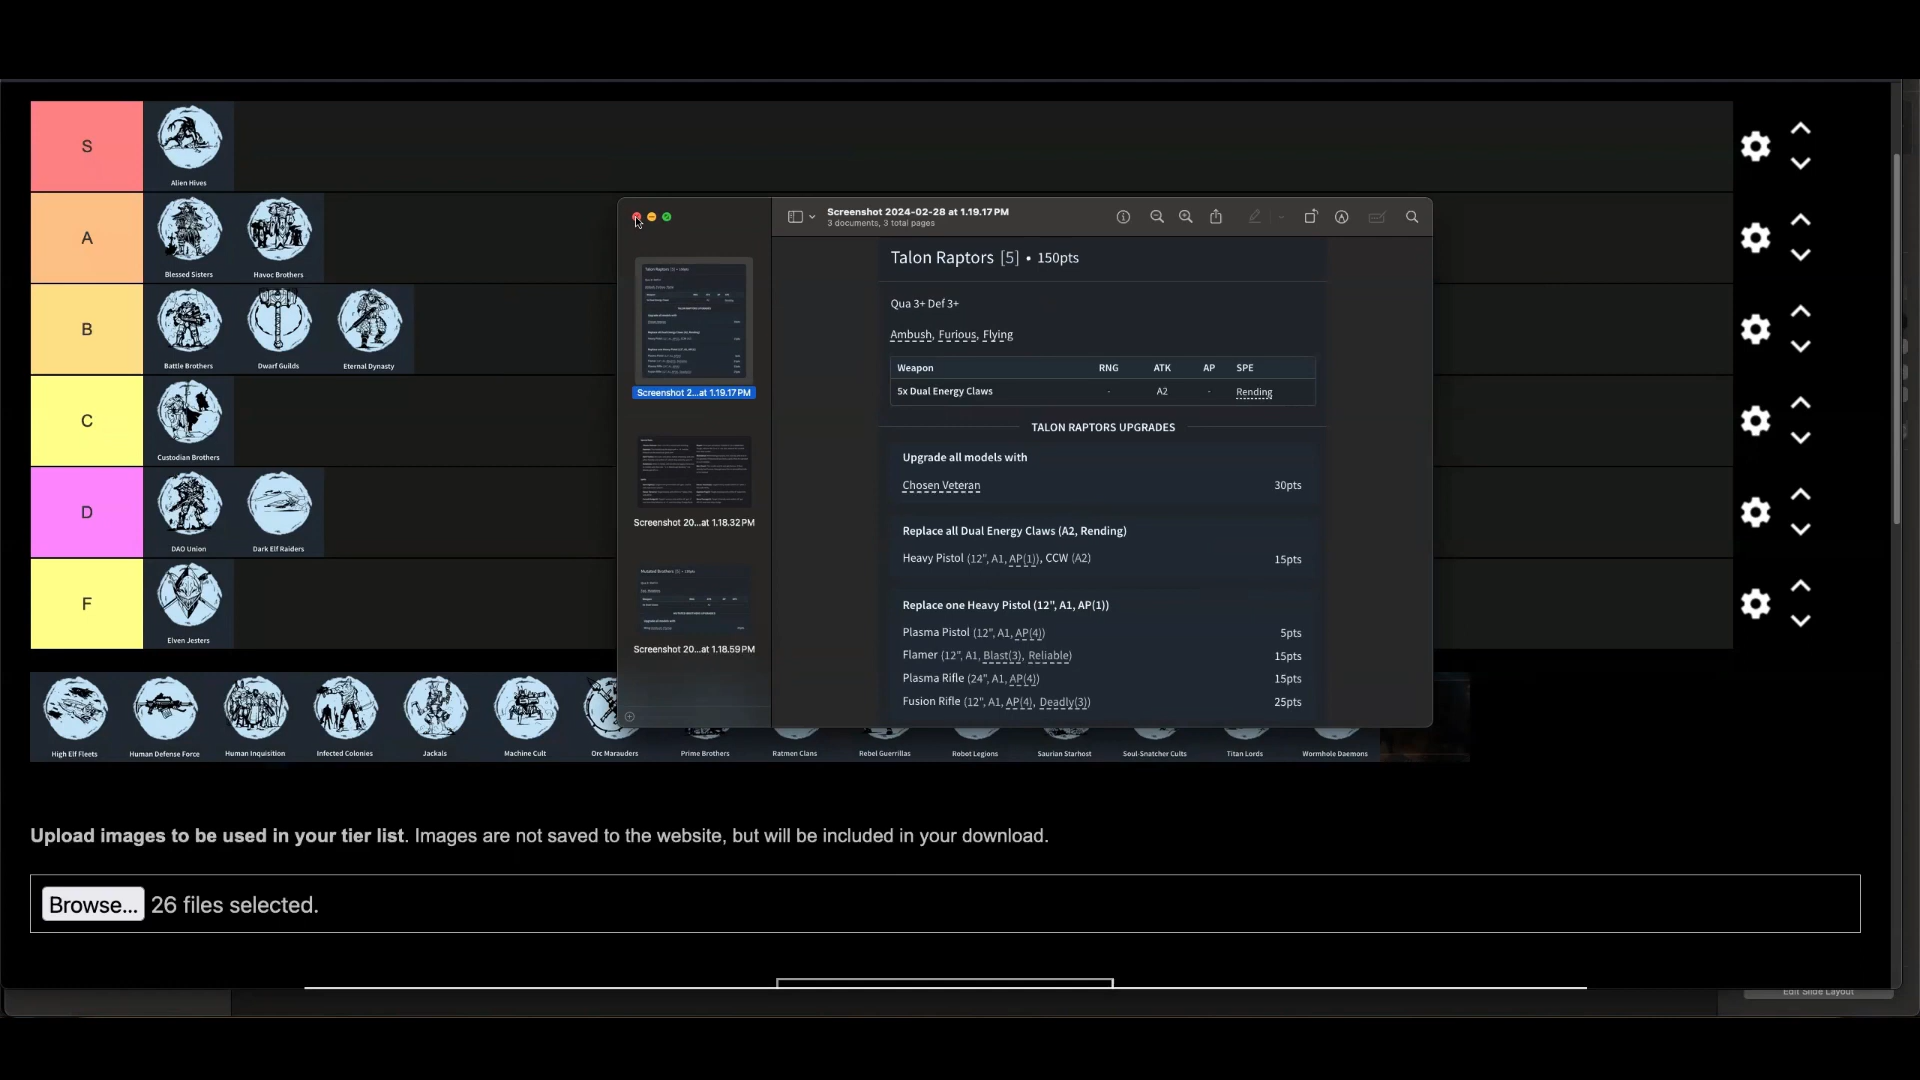 S
Alien Hives
A
Blessed Sisters
Havoc Brothers
B
Battle Brothers
Dwarf Guilds
Eternal Dynasty
C
Custodian Brothers
D
DAO Union
Dark Elf Raiders
F
Elven Jesters
Screenshot 2024-02-28 at 1.19.17 PM
3 documents, 3 total pages
Screenshot 2...at 1.19.17 PM
Screenshot 20...at 1.18.32 PM
Screenshot 20...at 1.18.59 PM
Talon Raptors [5] • 150pts
Qua 3+ Def 3+
Ambush, Furious, Flying
Weapon RNG ATK AP SPE
5x Dual Energy Claws - A2 - Rending
TALON RAPTORS UPGRADES
Upgrade all models with
Chosen Veteran 30pts
Replace all Dual Energy Claws (A2, Rending)
Heavy Pistol (12", A1, AP(1)), CCW (A2) 15pts
Replace one Heavy Pistol (12", A1, AP(1))
Plasma Pistol (12", A1, AP(4)) 5pts
Flamer (12", A1, Blast(3), Reliable) 15pts
Plasma Rifle (24", A1, AP(4)) 15pts
Fusion Rifle (12", A1, AP(4), Deadly(3)) 25pts
High Elf Fleets
Human Defense Force
Human Inquisition
Infected Colonies
Jackals
Machine Cult
Orc Marauders
Prime Brothers
Ratmen Clans
Rebel Guerrillas
Robot Legions
Saurian Starhost
Soul-Snatcher Cults
Titan Lords
Wormhole Daemons
Upload images to be used in your tier list. Images are not saved to the website, but will be included in your download.
Browse... 26 files selected.
Edit Slide Layout